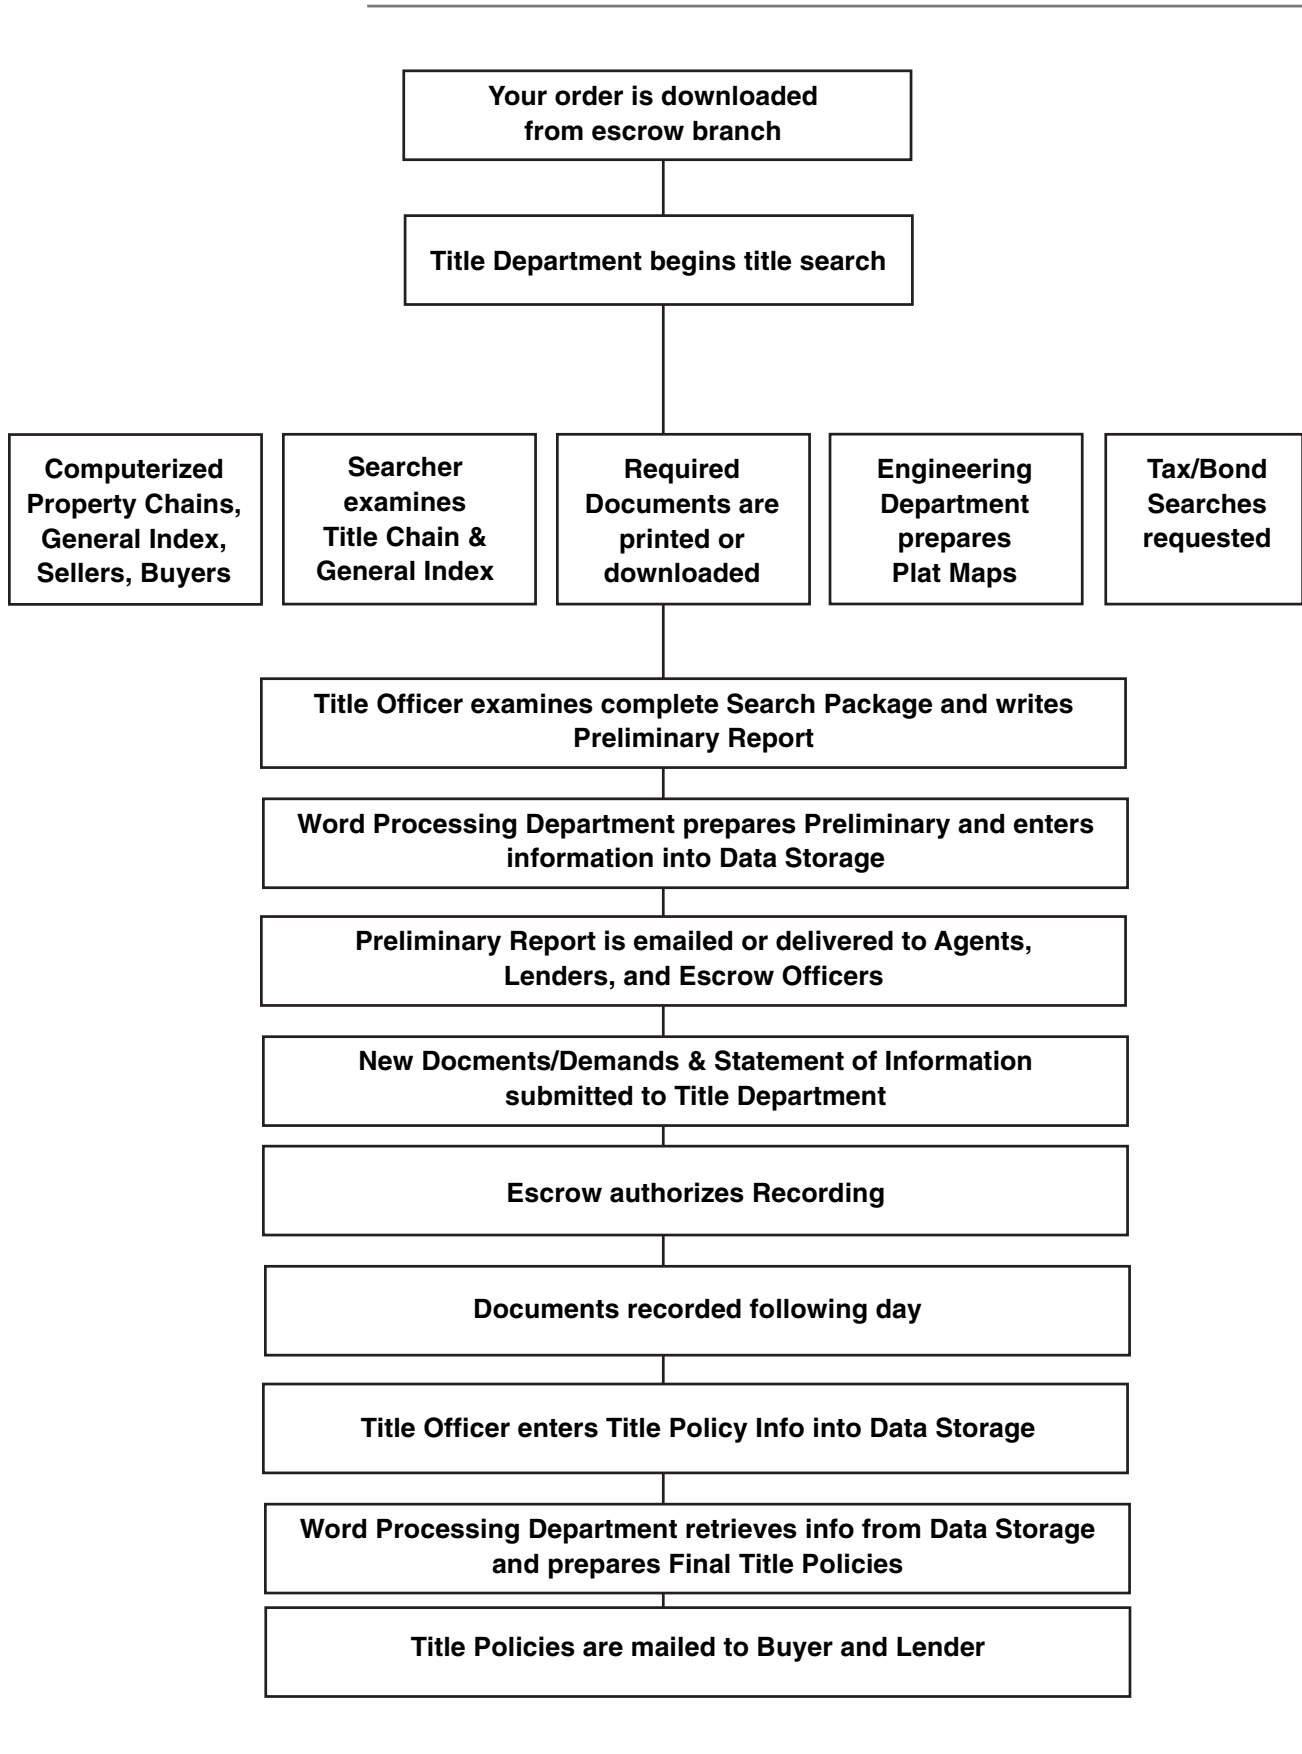 Your order is downloaded
from escrow branch
Title Department begins title search
Computerized
Property Chains,
General Index,
Sellers, Buyers
Searcher
examines
Title Chain &
General Index
Required
Documents are
printed or
downloaded
Engineering
Department
prepares
Plat Maps
Tax/Bond
Searches
requested
Title Officer examines complete Search Package and writes
Preliminary Report
Word Processing Department prepares Preliminary and enters
information into Data Storage
Preliminary Report is emailed or delivered to Agents,
Lenders, and Escrow Officers
New Docments/Demands & Statement of Information
submitted to Title Department
Escrow authorizes Recording
Documents recorded following day
Title Officer enters Title Policy Info into Data Storage
Word Processing Department retrieves info from Data Storage
and prepares Final Title Policies
Title Policies are mailed to Buyer and Lender